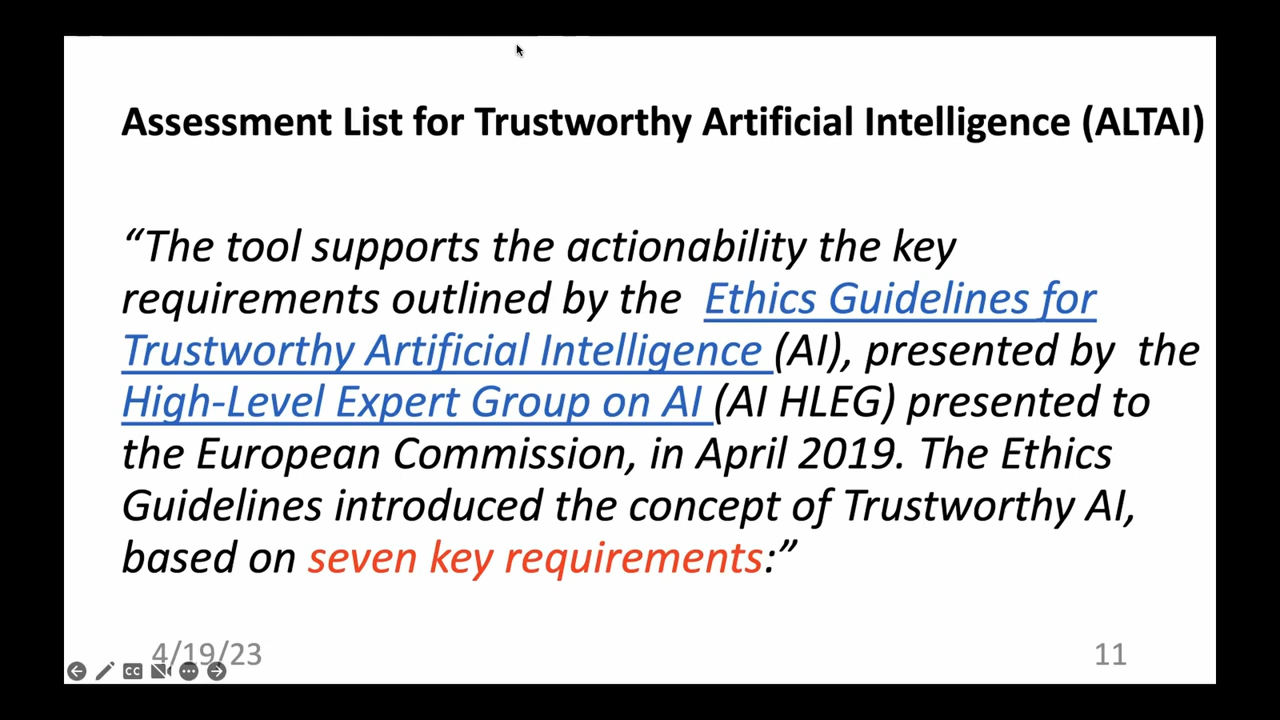 Assessment List for Trustworthy Artificial Intelligence (ALTAI)
“The tool supports the actionability the key
requirements outlined by the Ethics Guidelines for
Trustworthy Artificial Intelligence (AI), presented by the
High-Level Expert Group on AI (AI HLEG) presented to
the European Commission, in April 2019. The Ethics
Guidelines introduced the concept of Trustworthy AI,
based on seven key requirements:”
4/19/23
CC
11